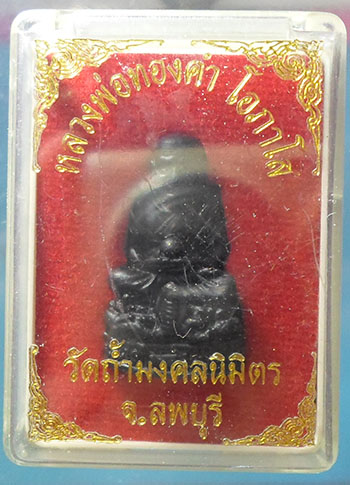 หลวงพ่อทองคำ โอภาโส
วัดถ้ำมงคลนิมิตร
จ.ลพบุรี